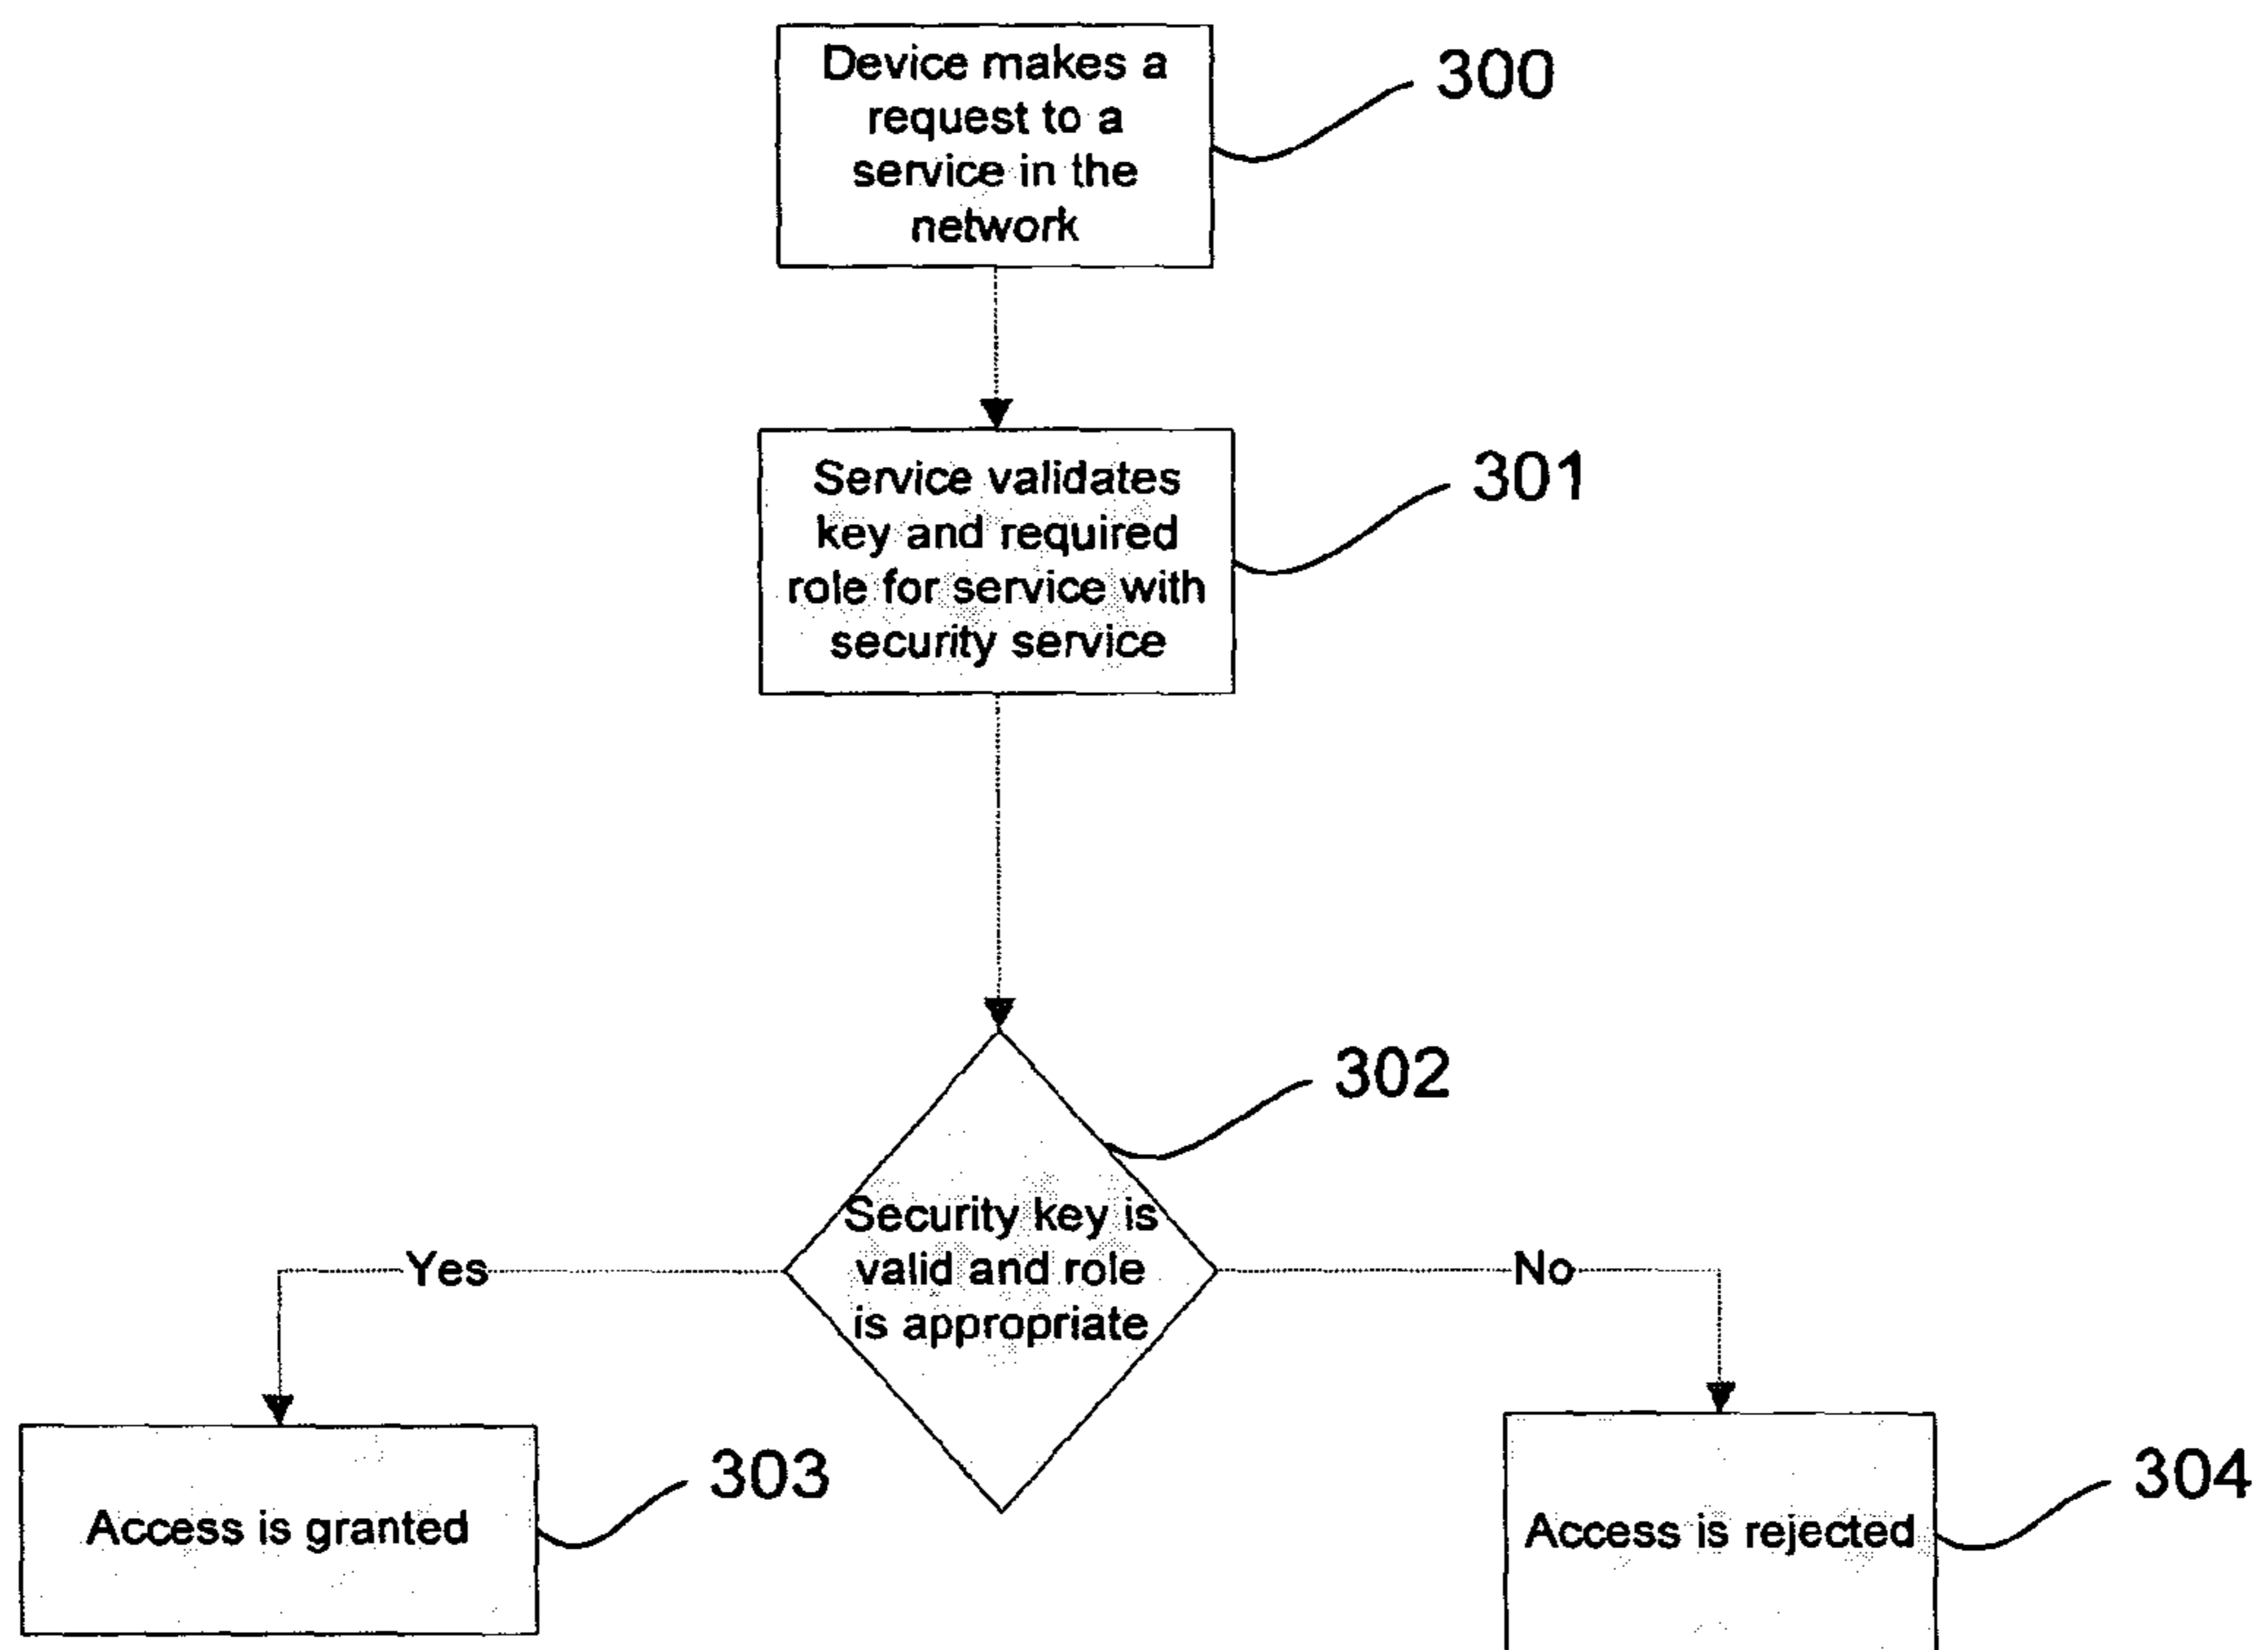 Device makes a
request to a
service in the
network
300
Service validates
key and required
role for service with
security service
301
302
Security key is
valid and role
is appropriate
Yes
No
Access is granted
303
Access is rejected
304